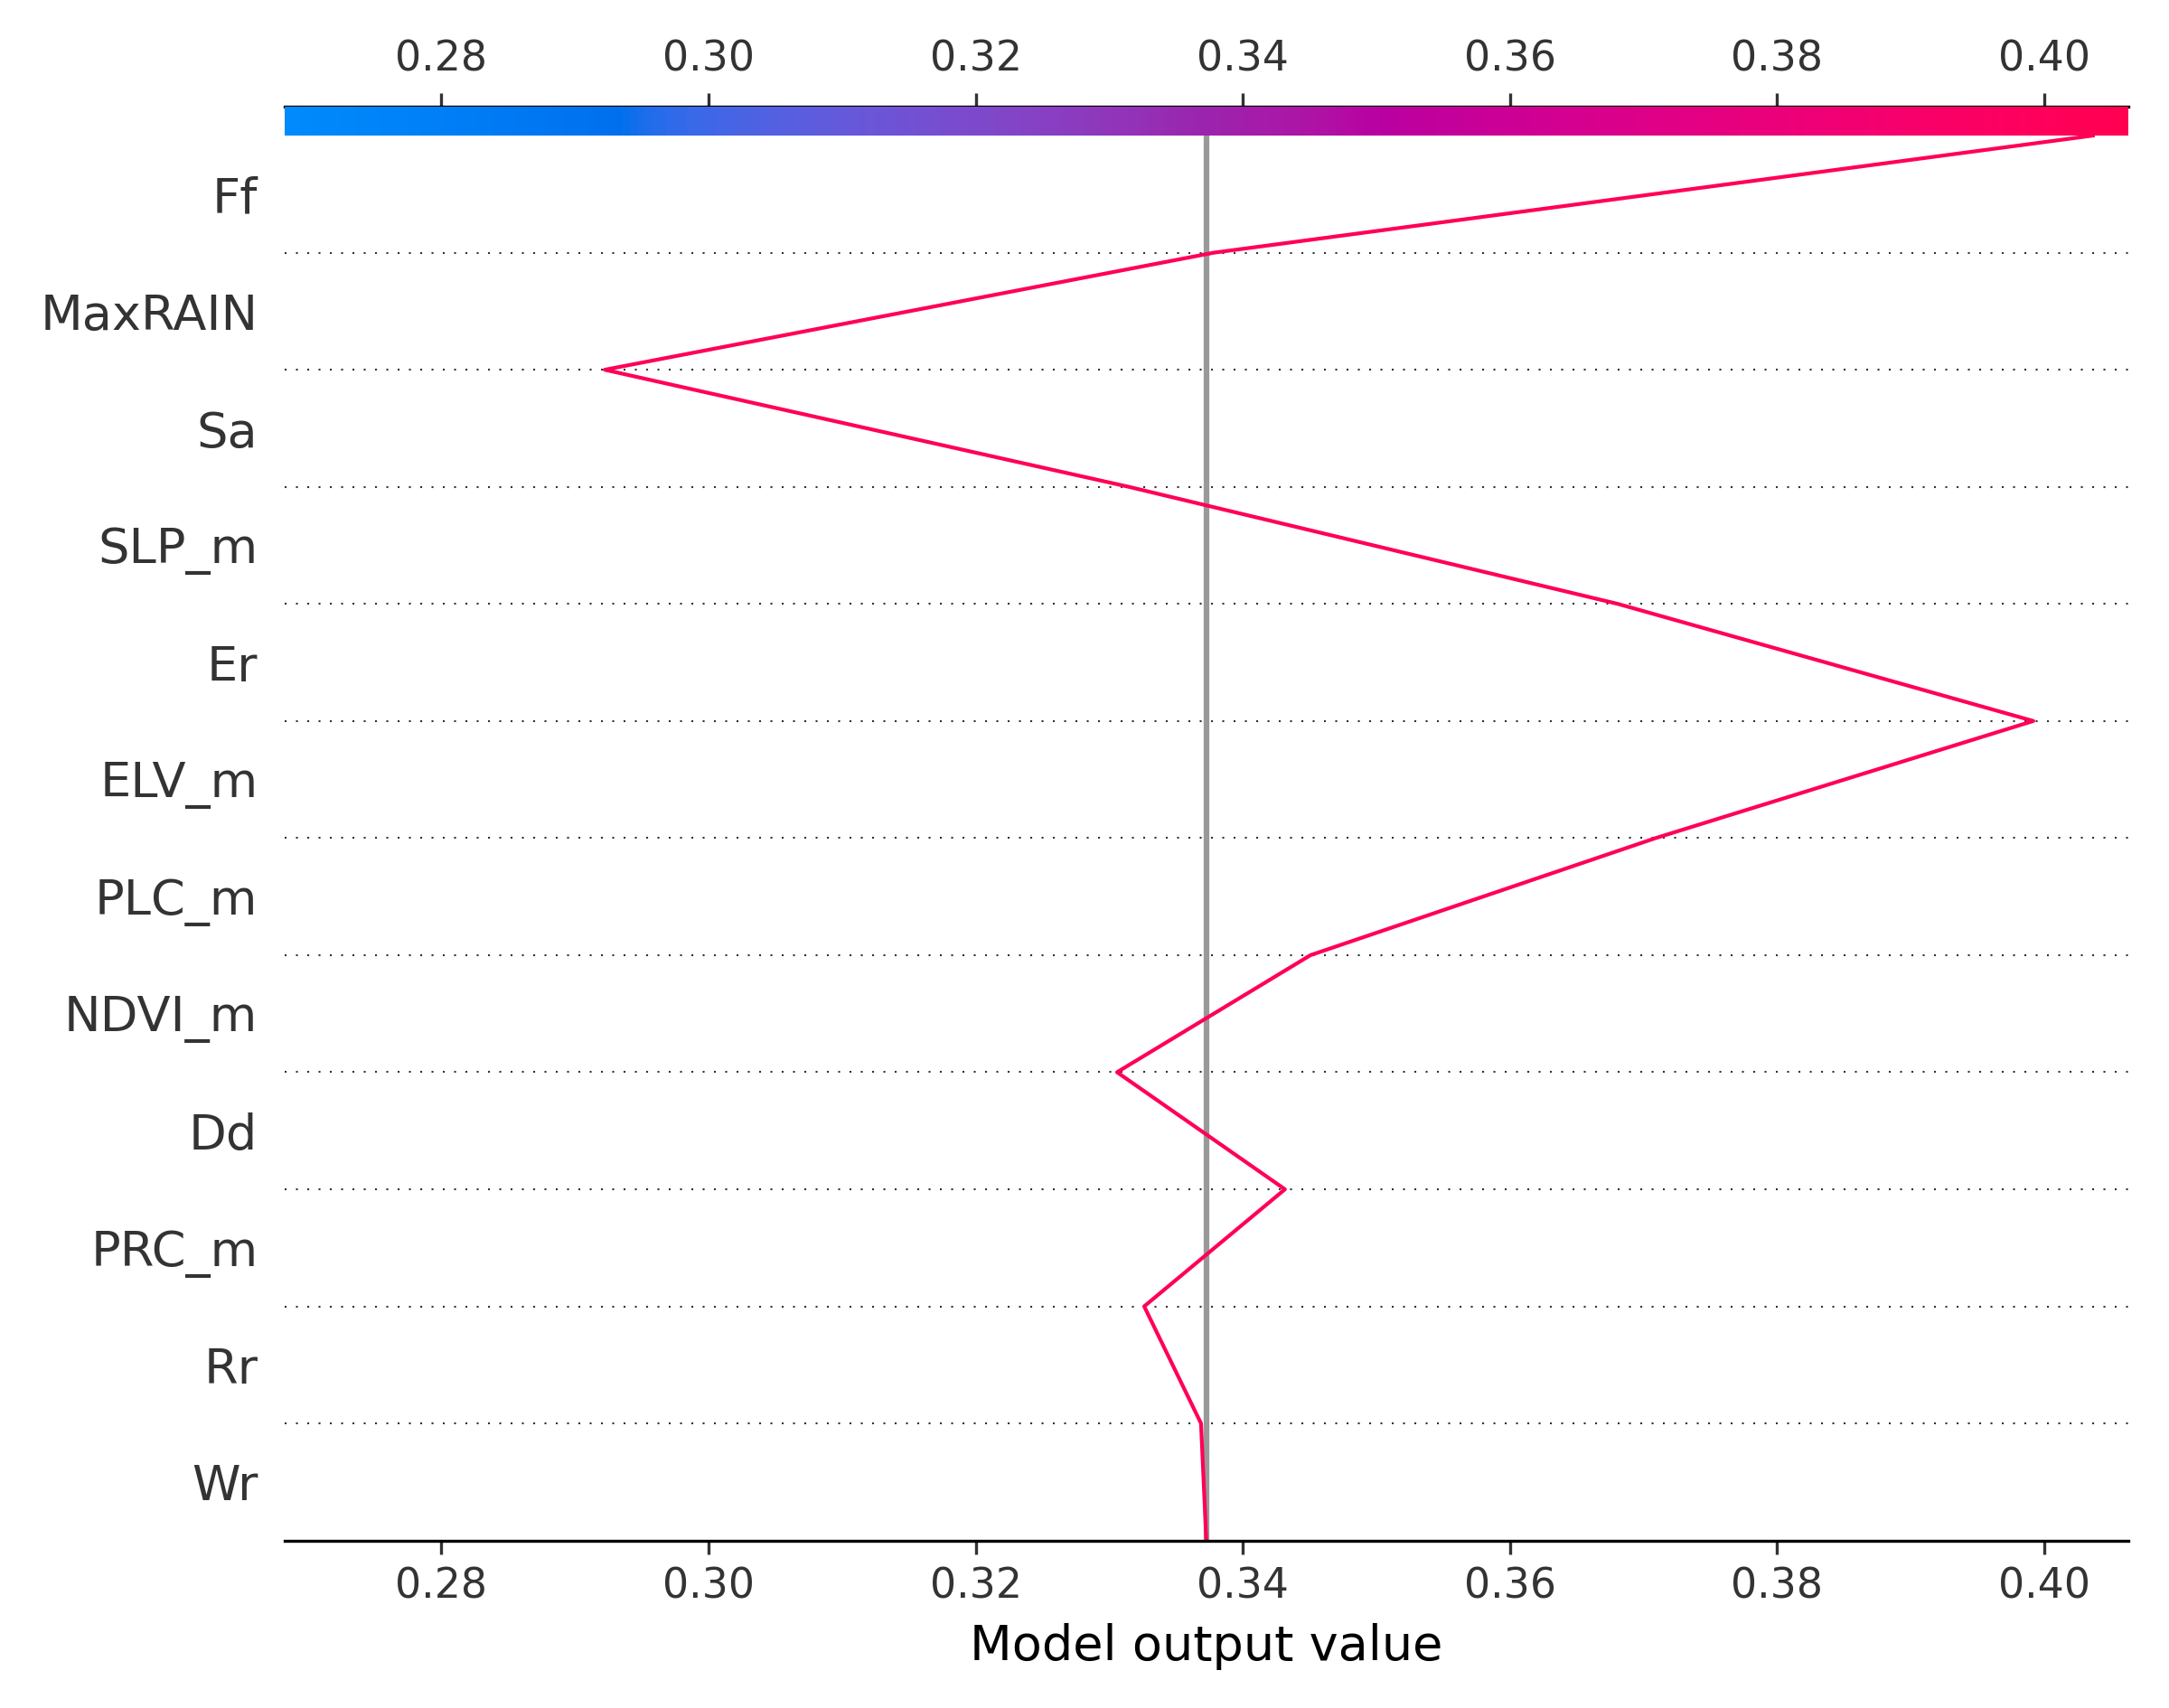 0.28 0.30 0.32 0.34 0.36 0.38 0.40
Ff
MaxRAIN
Sa
SLP_m
Er
ELV_m
PLC_m
NDVI_m
Dd
PRC_m
Rr
Wr
0.28 0.30 0.32 0.34 0.36 0.38 0.40
Model output value